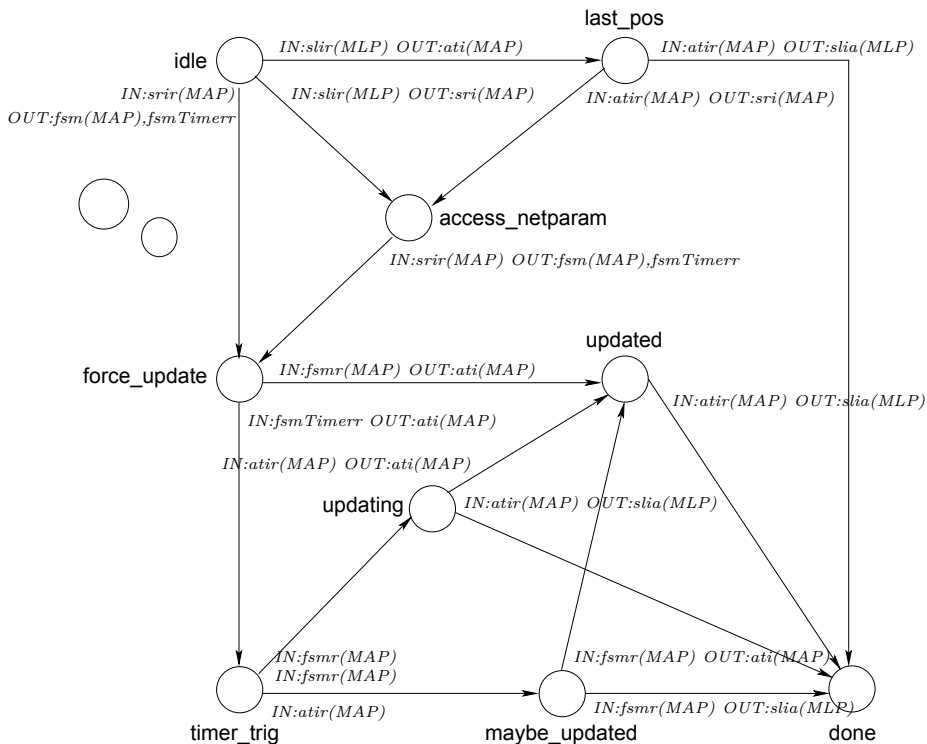 last_pos
idle
IN:slir(MLP) OUT:ati(MAP)
IN:atir(MAP) OUT:slia(MLP)
IN:srir(MAP)
OUT:fsm(MAP),fsmTimerr
IN:slir(MLP) OUT:sri(MAP)
IN:atir(MAP) OUT:sri(MAP)
access_netparam
IN:srir(MAP) OUT:fsm(MAP),fsmTimerr
updated
force_update
IN:fsmr(MAP) OUT:ati(MAP)
IN:atir(MAP) OUT:slia(MLP)
IN:fsmTimerr OUT:ati(MAP)
IN:atir(MAP) OUT:ati(MAP)
updating
IN:atir(MAP) OUT:slia(MLP)
IN:fsmr(MAP)
IN:fsmr(MAP) OUT:ati(MAP)
IN:fsmr(MAP)
IN:atir(MAP)
IN:fsmr(MAP) OUT:slia(MLP)
timer_trig
maybe_updated
done